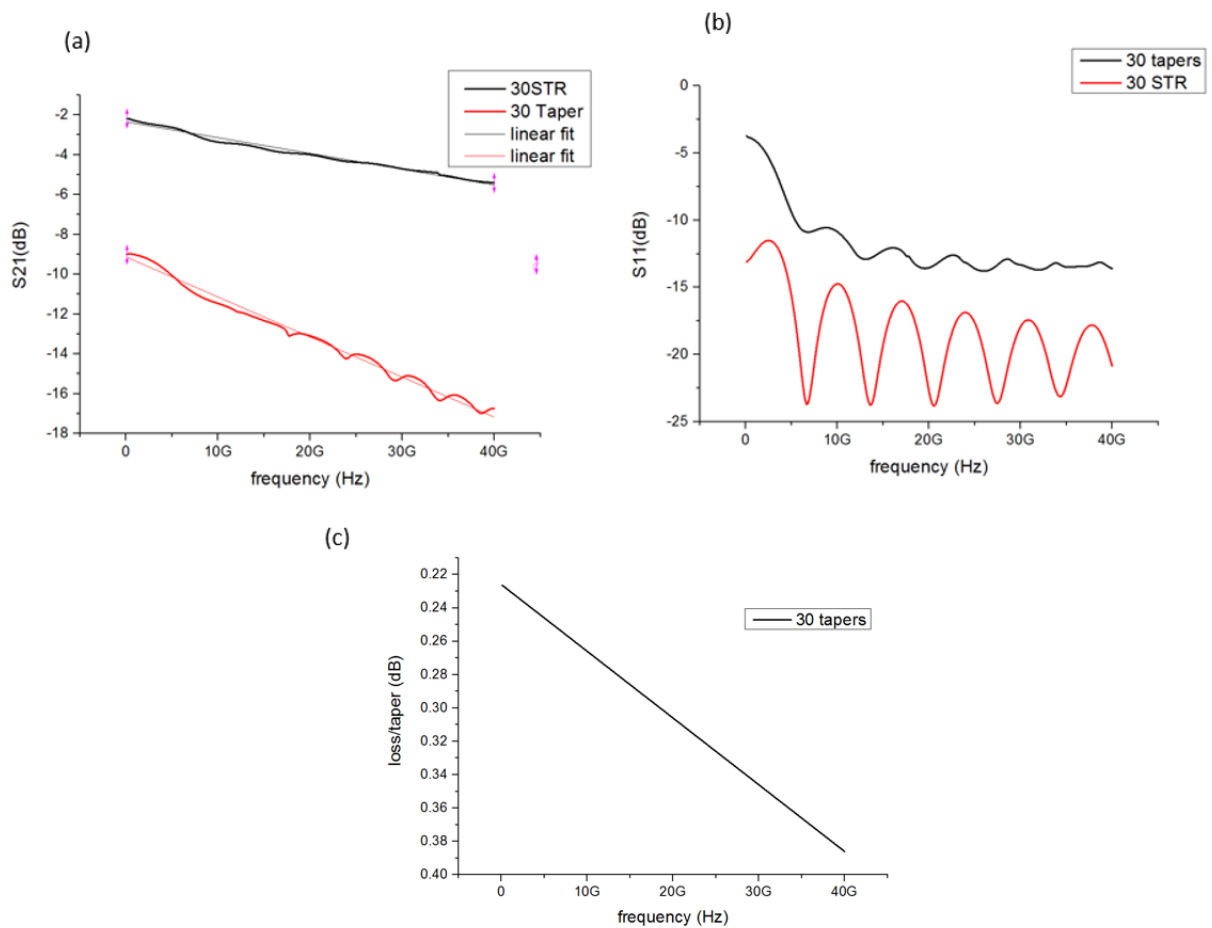 (a)
30STR
30 Taper
linear fit
linear fit
-2
-4
-6
-8
-10
-12
-14
-16
-18
S21(dB)
0
10G
20G
30G
40G
frequency (Hz)
(b)
30 tapers
30 STR
0
-5
-10
-15
-20
-25
S11(dB)
0
10G
20G
30G
40G
frequency (Hz)
(c)
30 tapers
0.22
0.24
0.26
0.28
0.30
0.32
0.34
0.36
0.38
0.40
loss/taper (dB)
0
10G
20G
30G
40G
frequency (Hz)